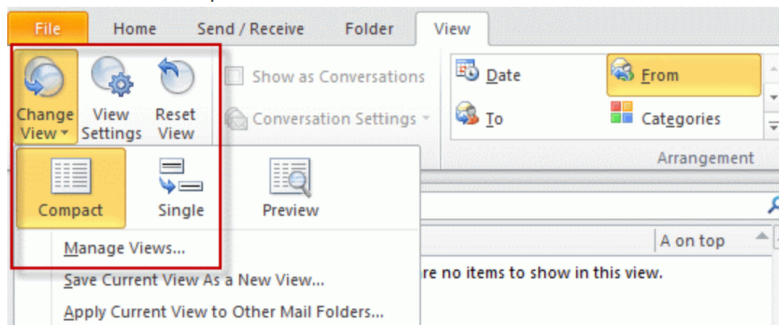 File Home Send / Receive Folder View
Show as Conversations Date From
Change View View Settings Reset View Conversation Settings To Categories
Arrangement
Compact Single Preview
Manage Views... A on top
re no items to show in this view.
Save Current View As a New View...
Apply Current View to Other Mail Folders...